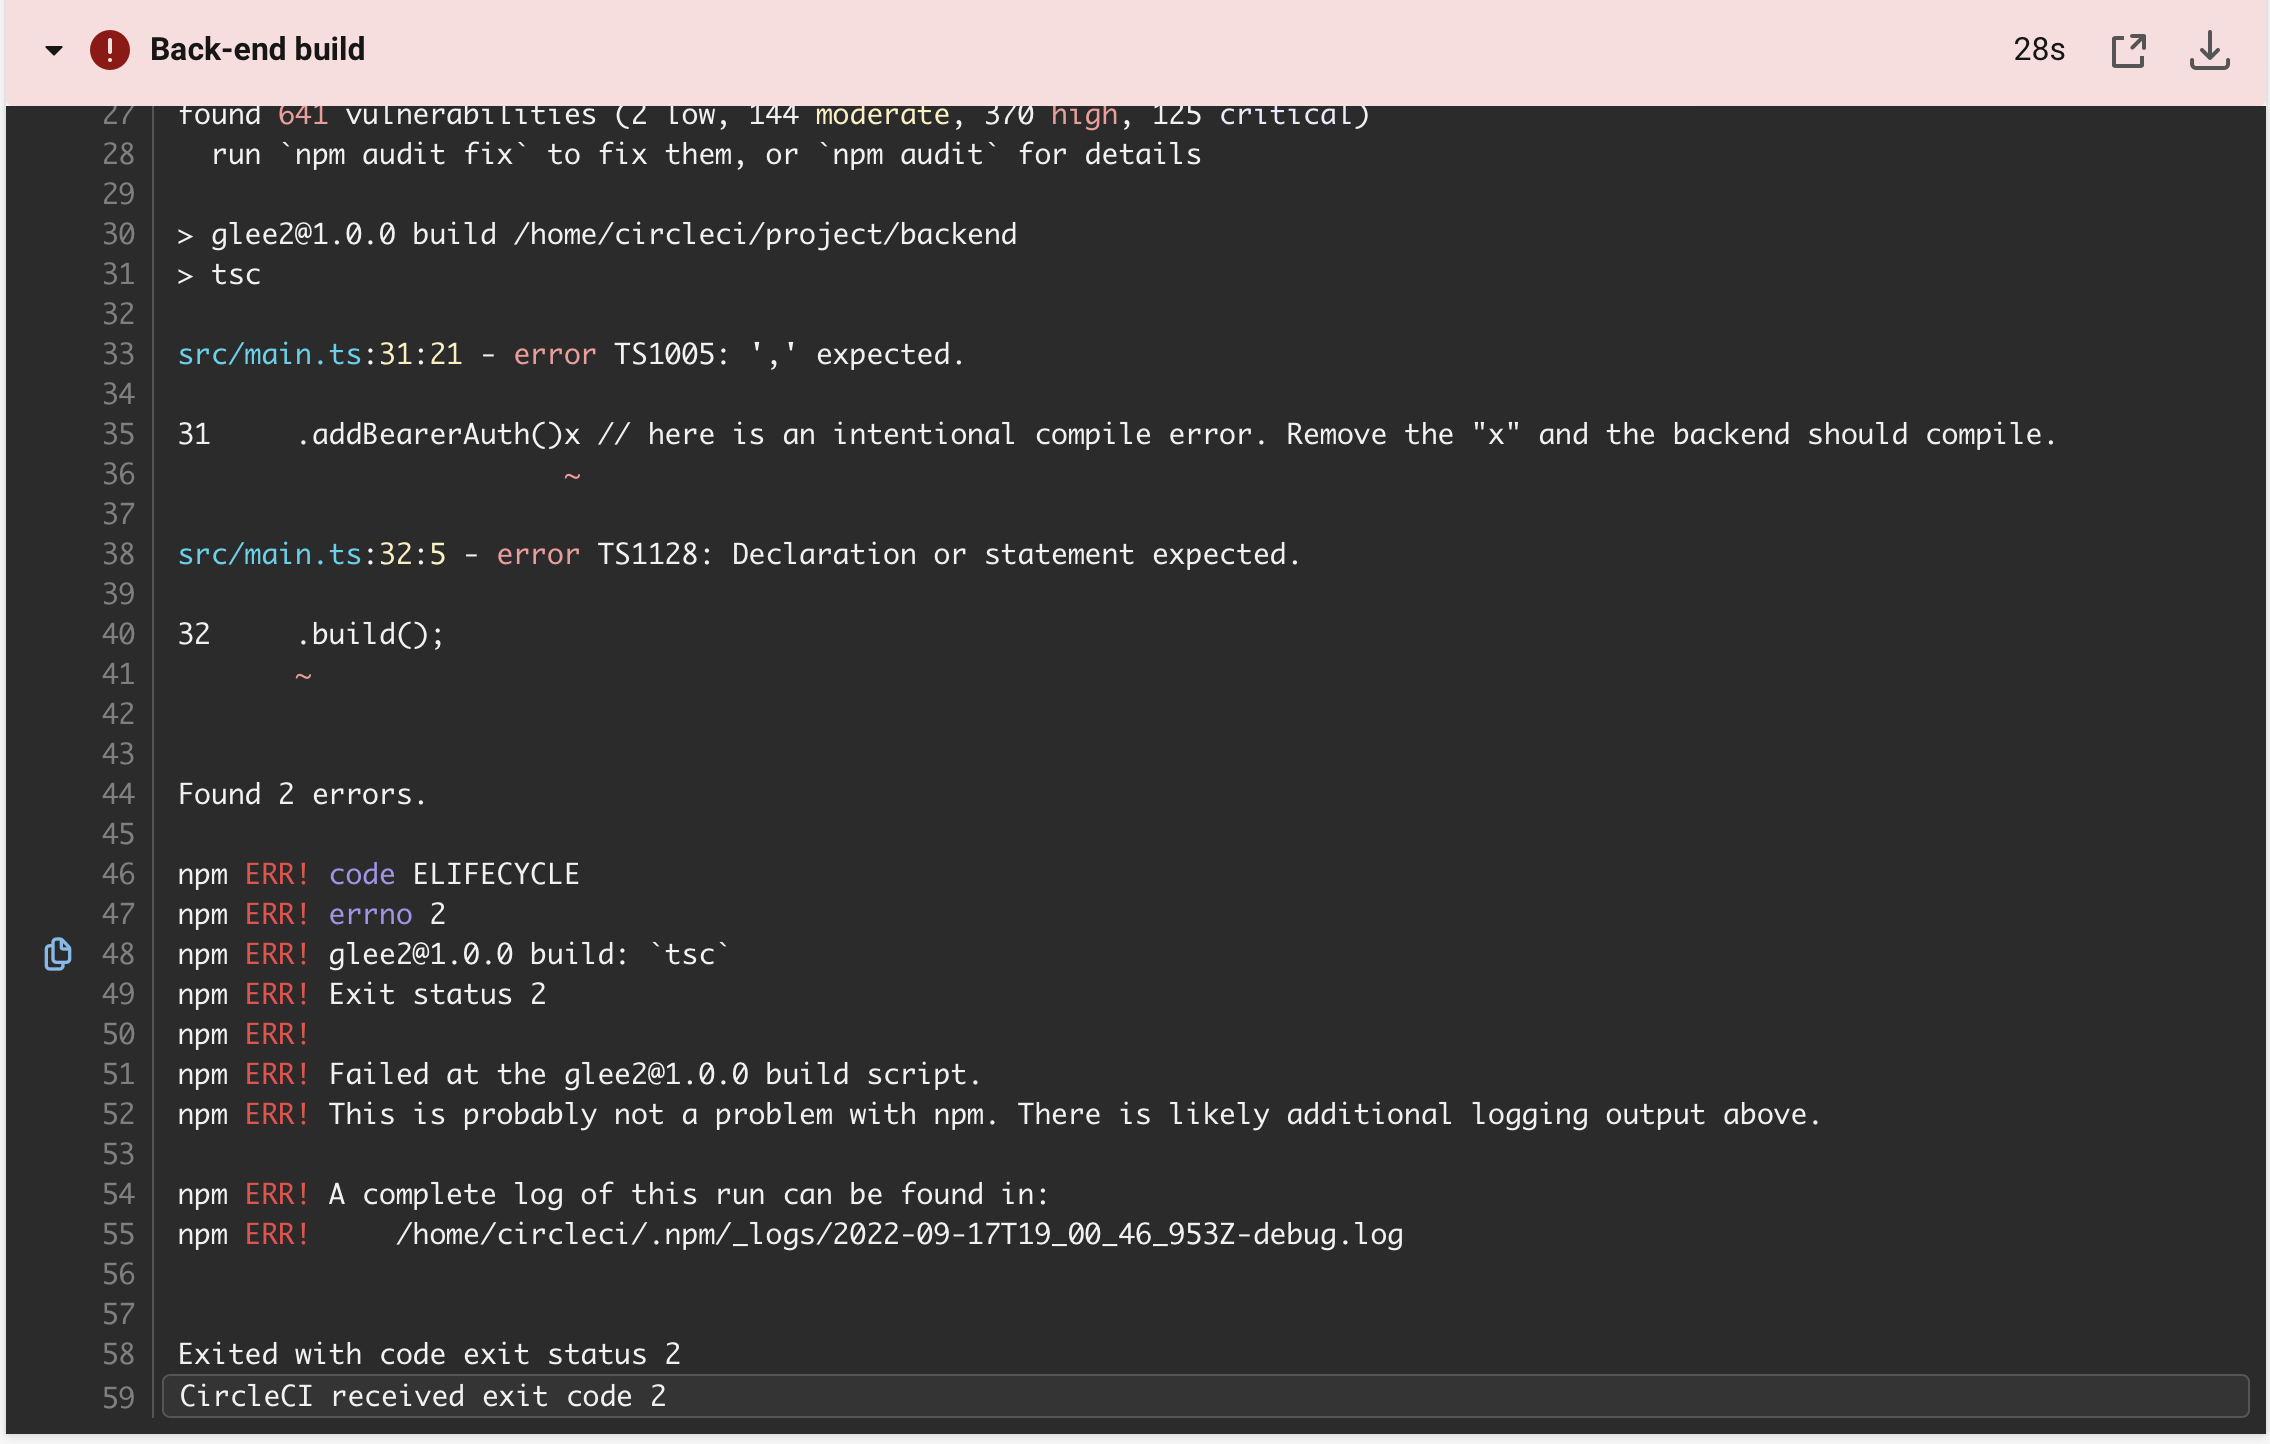 Back-end build 28s
27 found 641 vulnerabilities (2 low, 144 moderate, 370 high, 125 critical)
28   run `npm audit fix` to fix them, or `npm audit` for details
29
30 > glee2@1.0.0 build /home/circleci/project/backend
31 > tsc
32
33 src/main.ts:31:21 - error TS1005: ',' expected.
34
35 31     .addBearerAuth()x // here is an intentional compile error. Remove the "x" and the backend should compile.
36                        ~
37
38 src/main.ts:32:5 - error TS1128: Declaration or statement expected.
39
40 32     .build();
41        ~
42
43
44 Found 2 errors.
45
46 npm ERR! code ELIFECYCLE
47 npm ERR! errno 2
48 npm ERR! glee2@1.0.0 build: `tsc`
49 npm ERR! Exit status 2
50 npm ERR!
51 npm ERR! Failed at the glee2@1.0.0 build script.
52 npm ERR! This is probably not a problem with npm. There is likely additional logging output above.
53
54 npm ERR! A complete log of this run can be found in:
55 npm ERR!     /home/circleci/.npm/_logs/2022-09-17T19_00_46_953Z-debug.log
56
57
58 Exited with code exit status 2
59 CircleCI received exit code 2